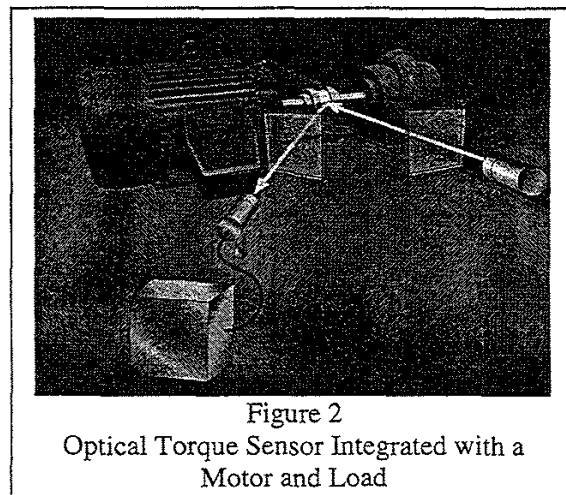 Figure 2
Optical Torque Sensor Integrated with a
Motor and Load